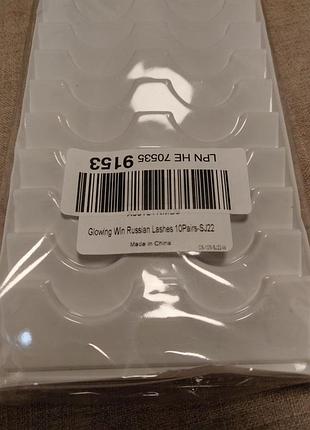 LPN HE 70535 9153
Glowing Win Russian Lashes 10Pairs-SJ22
Made in China